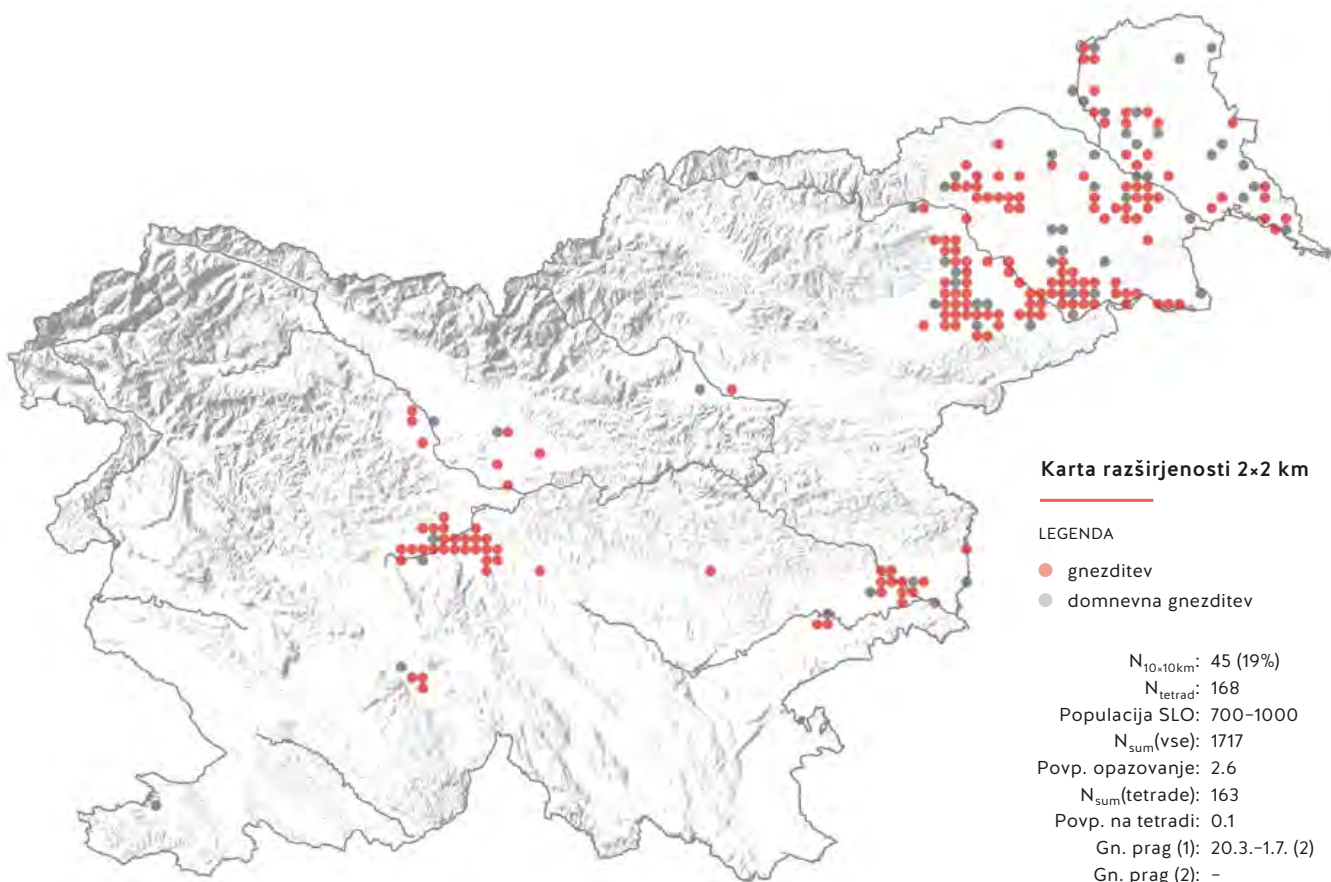 Karta razširjenosti 2×2 km
LEGENDA
gnezditev
domnevna gnezditev
N10×10km: 45 (19%)
Ntetrad: 168
Populacija SLO: 700–1000
Nsum(vse): 1717
Povp. opazovanje: 2.6
Nsum(tetrade): 163
Povp. na tetradi: 0.1
Gn. prag (1): 20.3.–1.7. (2)
Gn. prag (2): –